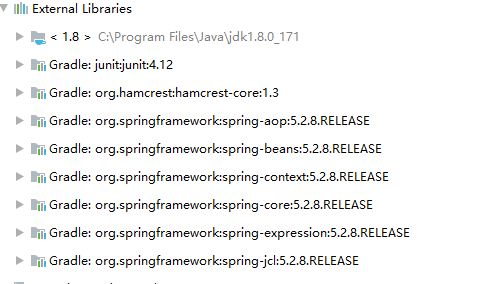 External Libraries
< 1.8 > C:\Program Files\Java\jdk1.8.0_171
Gradle: junit:junit:4.12
Gradle: org.hamcrest:hamcrest-core:1.3
Gradle: org.springframework:spring-aop:5.2.8.RELEASE
Gradle: org.springframework:spring-beans:5.2.8.RELEASE
Gradle: org.springframework:spring-context:5.2.8.RELEASE
Gradle: org.springframework:spring-core:5.2.8.RELEASE
Gradle: org.springframework:spring-expression:5.2.8.RELEASE
Gradle: org.springframework:spring-jcl:5.2.8.RELEASE